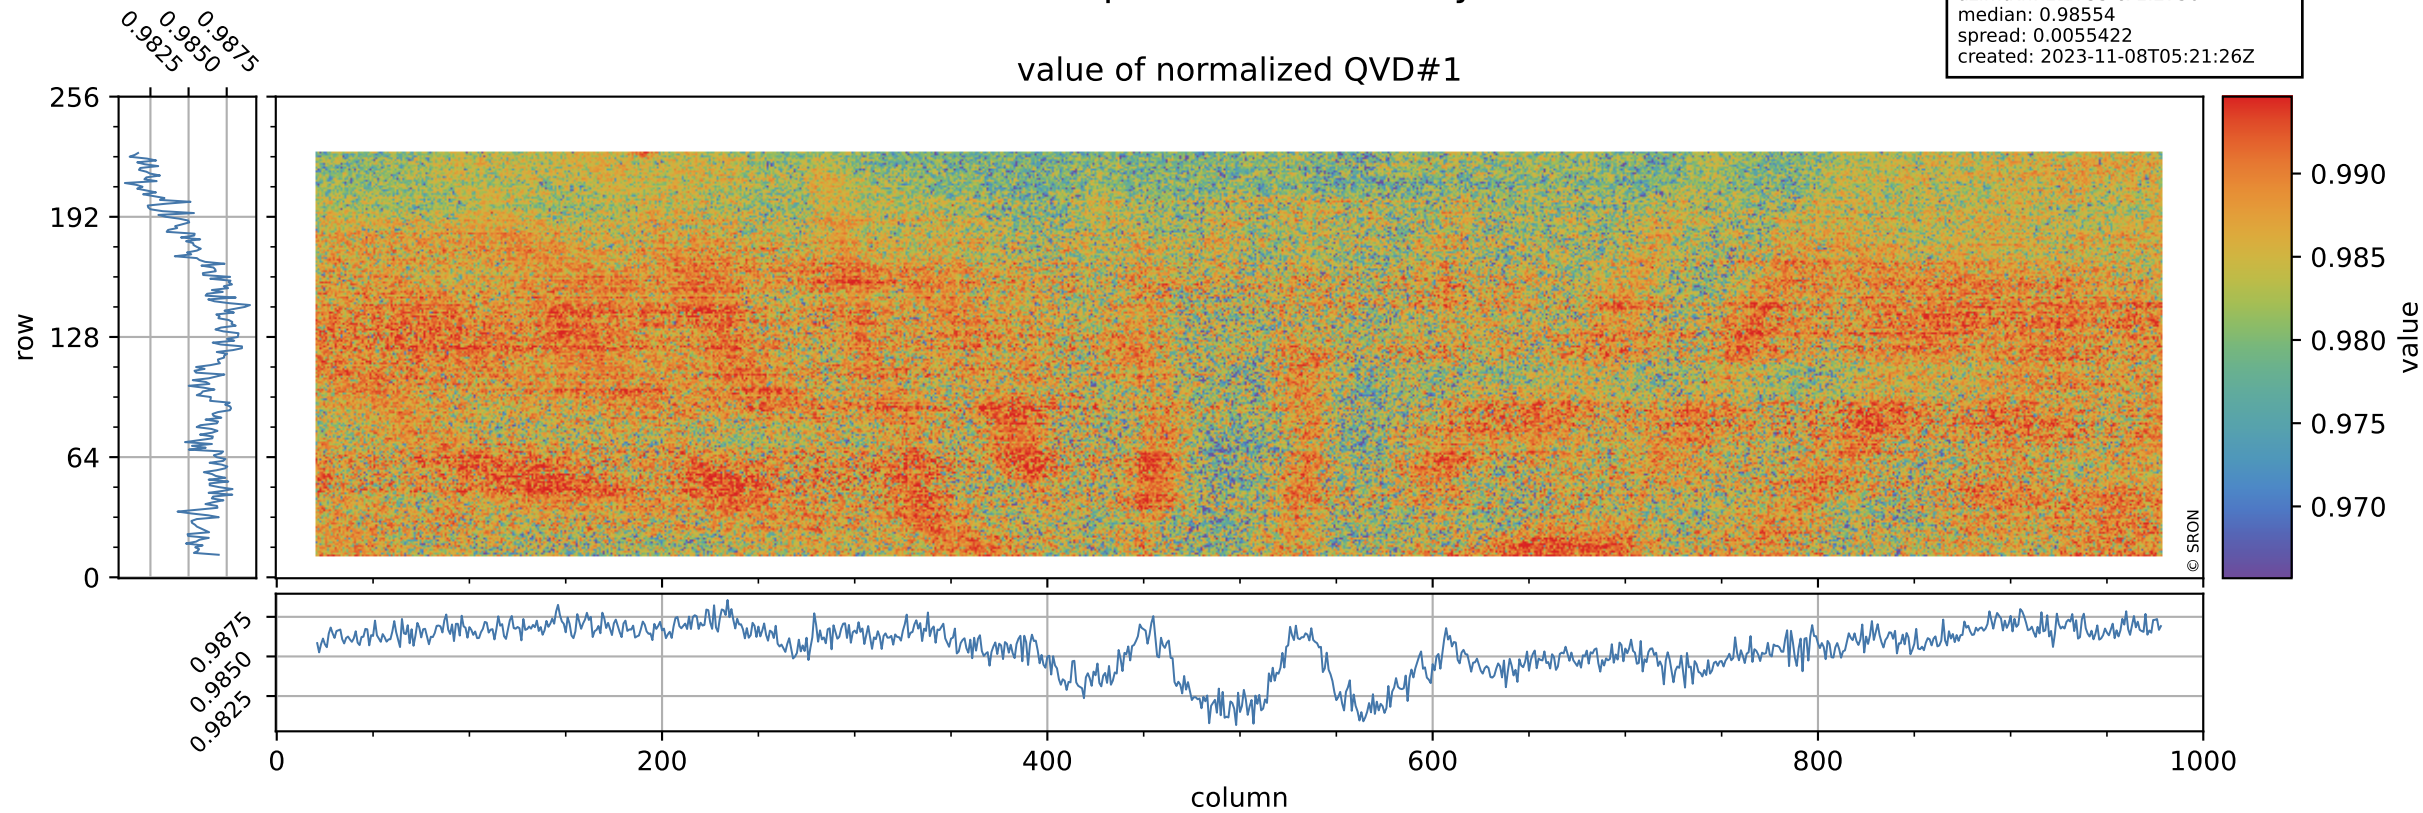 median: 0.98554
spread: 0.0055422
created: 2023-11-08T05:21:26Z
value of normalized QVD#1
0.9825
0.9850
0.9875
256
192
128
64
0
row
© SRON
0.990
0.985
0.980
0.975
0.970
value
0.9875
0.9850
0.9825
0
200
400
600
800
1000
column